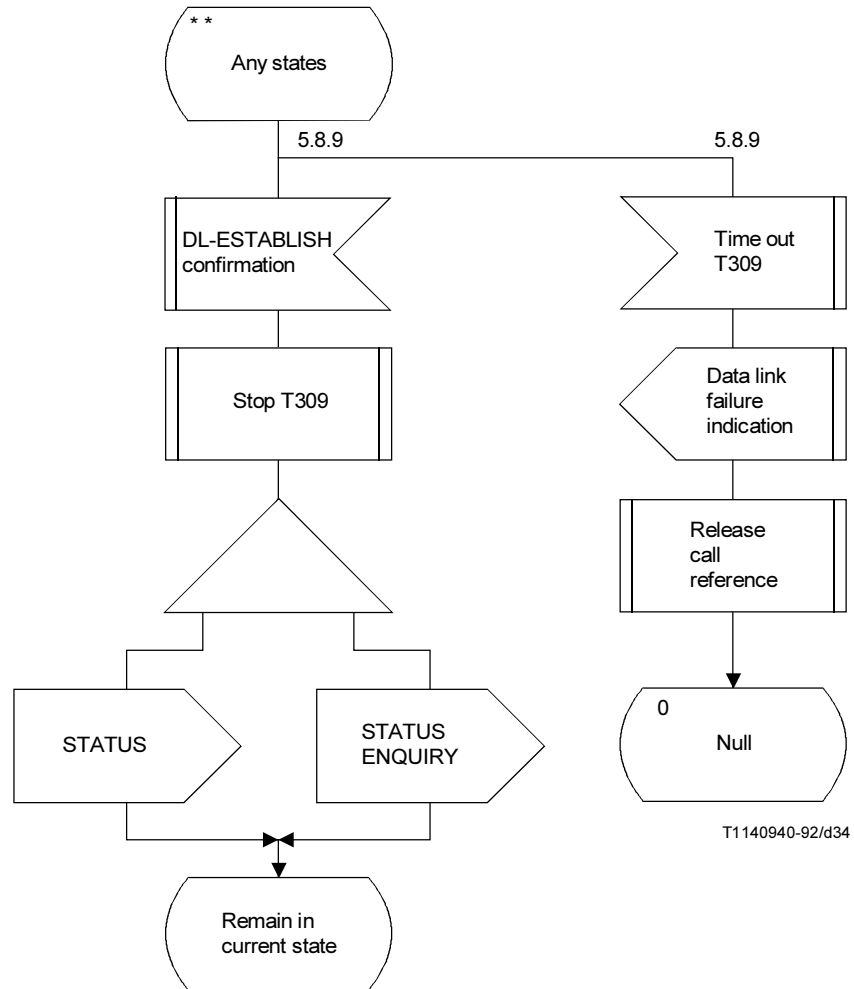 * *
Any states
5.8.9
5.8.9
DL-ESTABLISH
confirmation
Time out
T309
Stop T309
Data link
failure
indication
Release
call
reference
STATUS
STATUS
ENQUIRY
0
Null
T1140940-92/d34
Remain in
current state